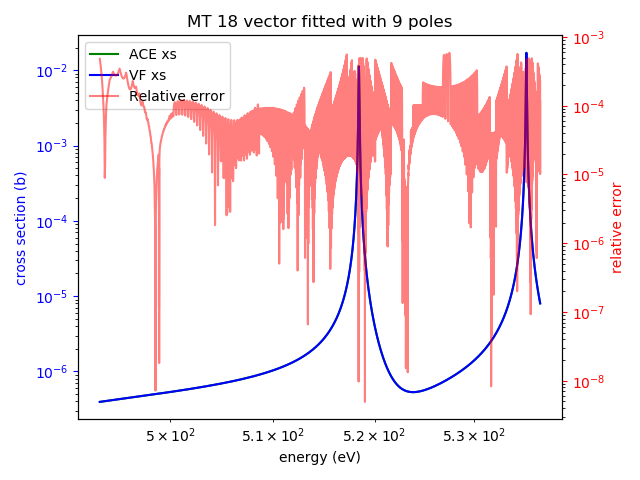 MT 18 vector fitted with 9 poles
ACE xs
VF xs
Relative error
cross section (b)
10⁻²
10⁻³
10⁻⁴
10⁻⁵
10⁻⁶
10⁻³
10⁻⁴
10⁻⁵
10⁻⁶
10⁻⁷
10⁻⁸
relative error
5 × 10² 5.1 × 10² 5.2 × 10² 5.3 × 10²
energy (eV)